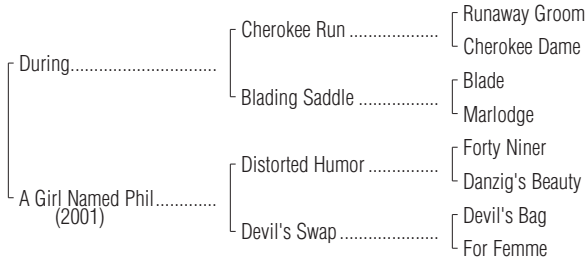 Runaway Groom
Cherokee Run ..................
Cherokee Dame
During.............................
Blade
Blading Saddle ................
Marlodge
Forty Niner
Distorted Humor ..............
Danzig's Beauty
A Girl Named Phil............
(2001)
Devil's Bag
Devil's Swap ....................
For Femme